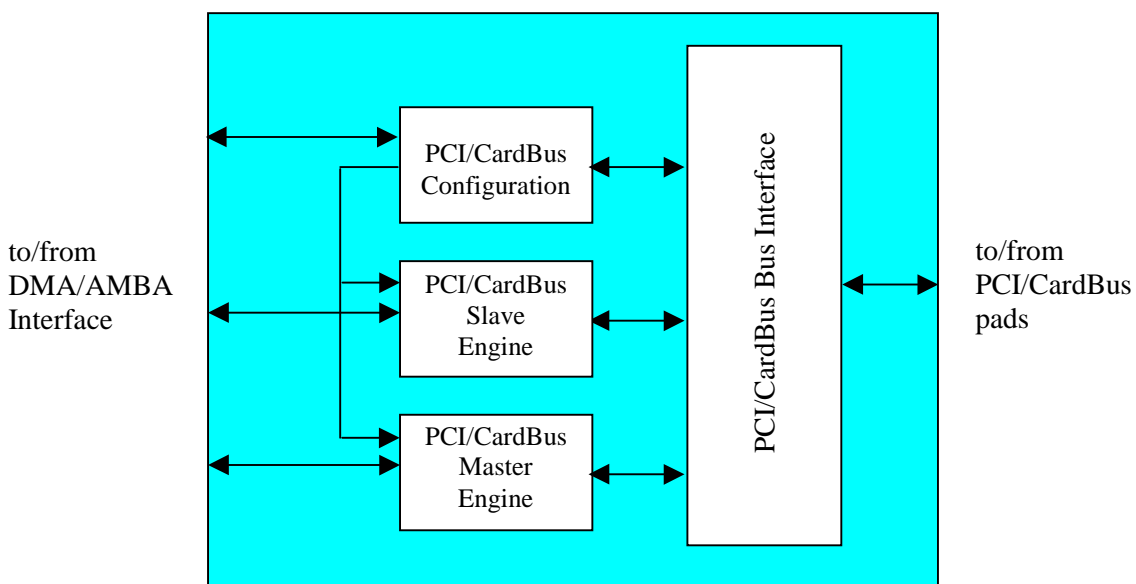 to/from
DMA/AMBA
Interface
PCI/CardBus
Configuration
PCI/CardBus
Slave
Engine
PCI/CardBus
Master
Engine
PCI/CardBus Bus Interface
to/from
PCI/CardBus
pads